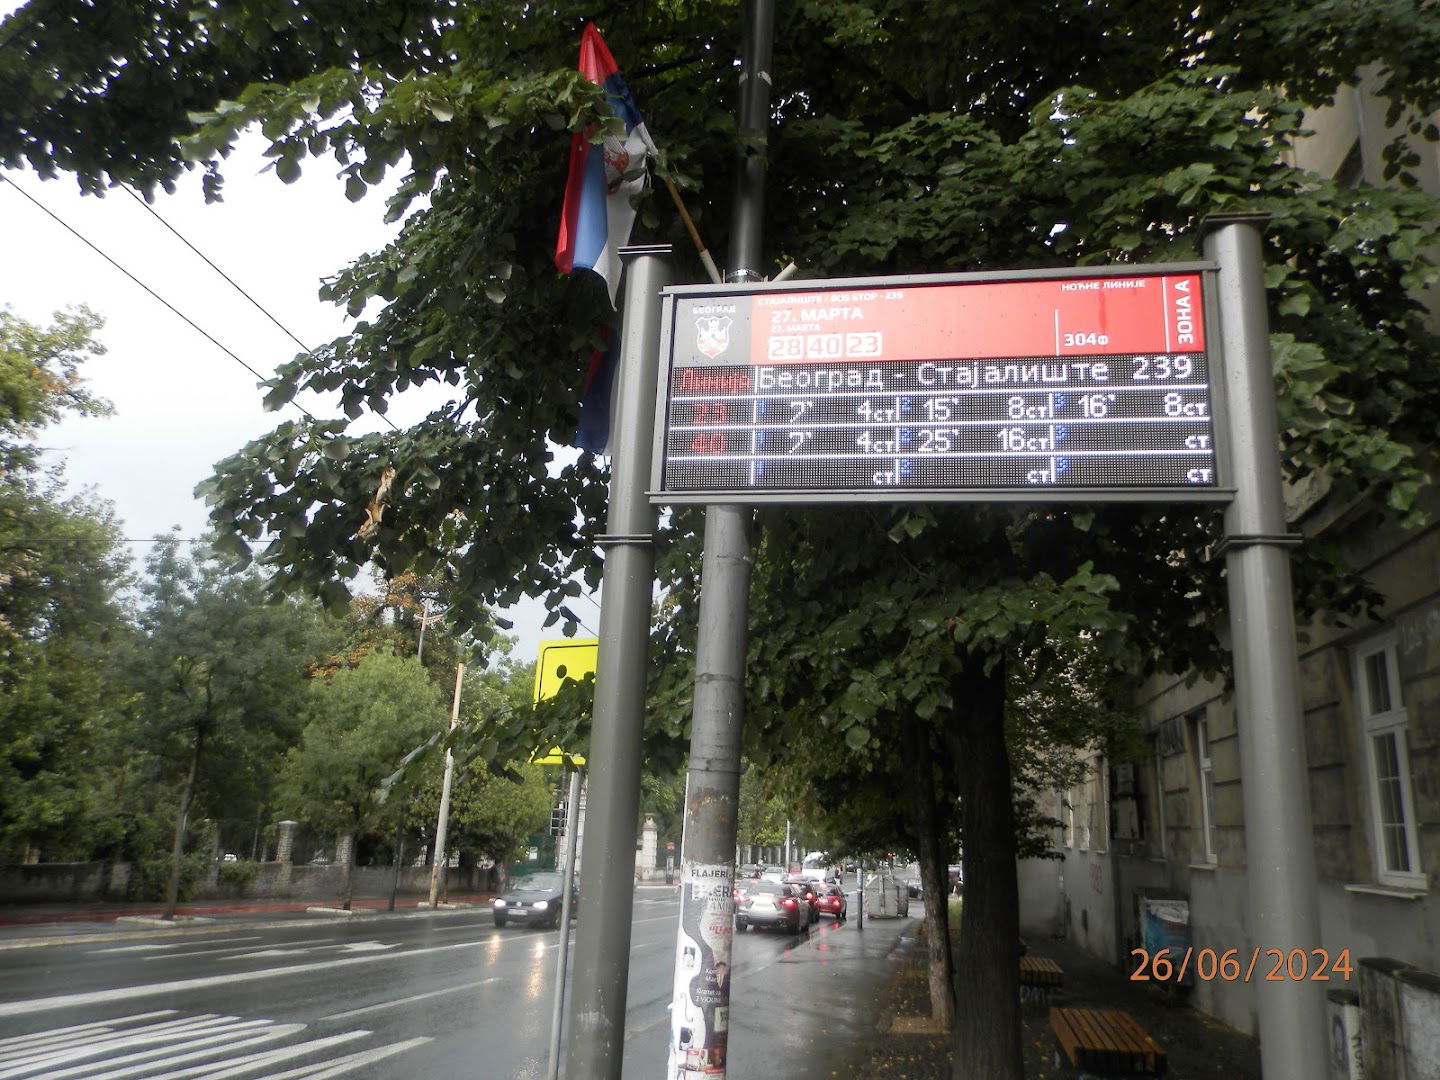 БЕОГРАД
СТАЈАЛИШТЕ / BUS STOP - 239
27. МАРТА
27. MARTA
28 40 23
НОЋНЕ ЛИНИЈЕ
304Ф
ЗОНА А
Линија Београд - Стајалиште 239
23 7` 4ст 15` 8ст 16` 8ст
40 7` 4ст 25` 16ст ст
ст ст ст
FLAJERI
26/06/2024